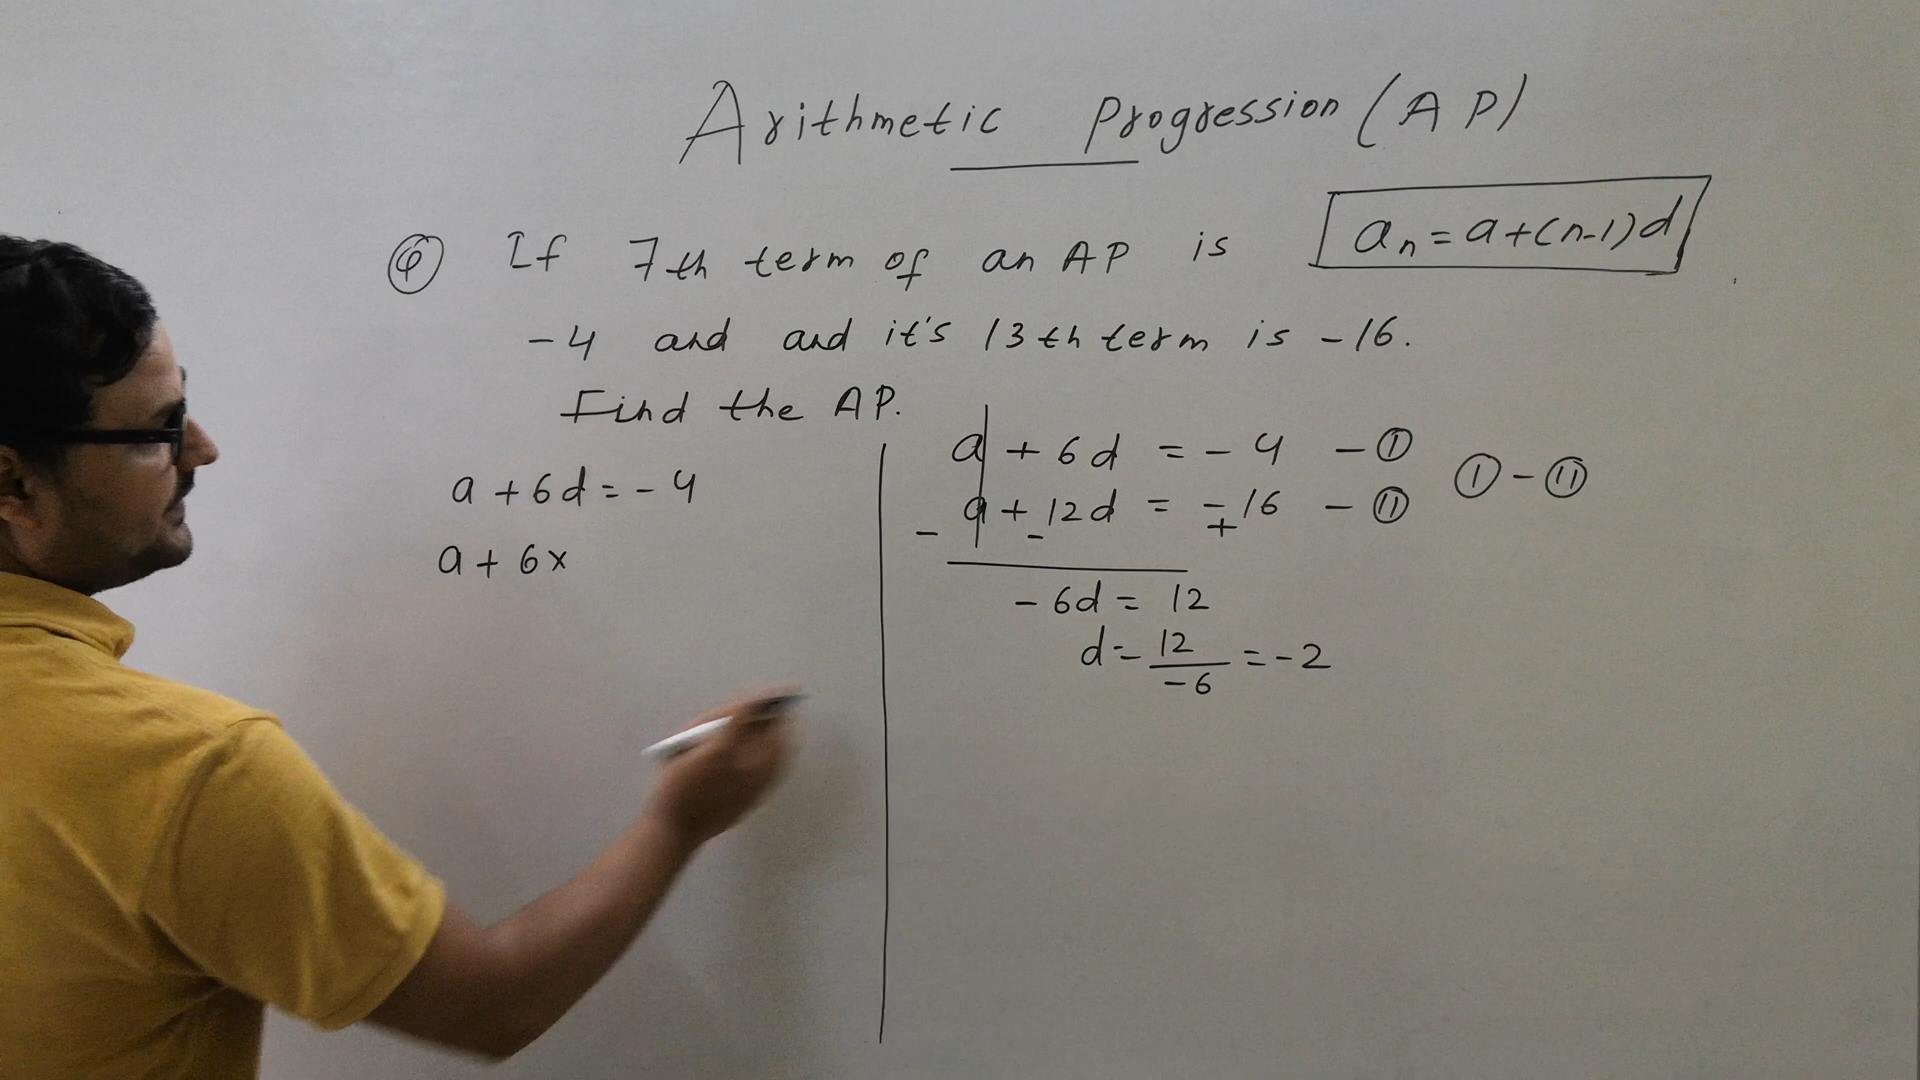 Arithmetic Progression (AP)
Q If 7th term of an AP is
an = a+(n-1)d
-4 and and it's 13th term is -16.
Find the AP.
a + 6d = - 4
a + 6x
a + 6d = - 4 - ①
a + 12d = -16 - ⑪
- - +
① - ⑪
- 6d = 12
d = 12/-6 = -2